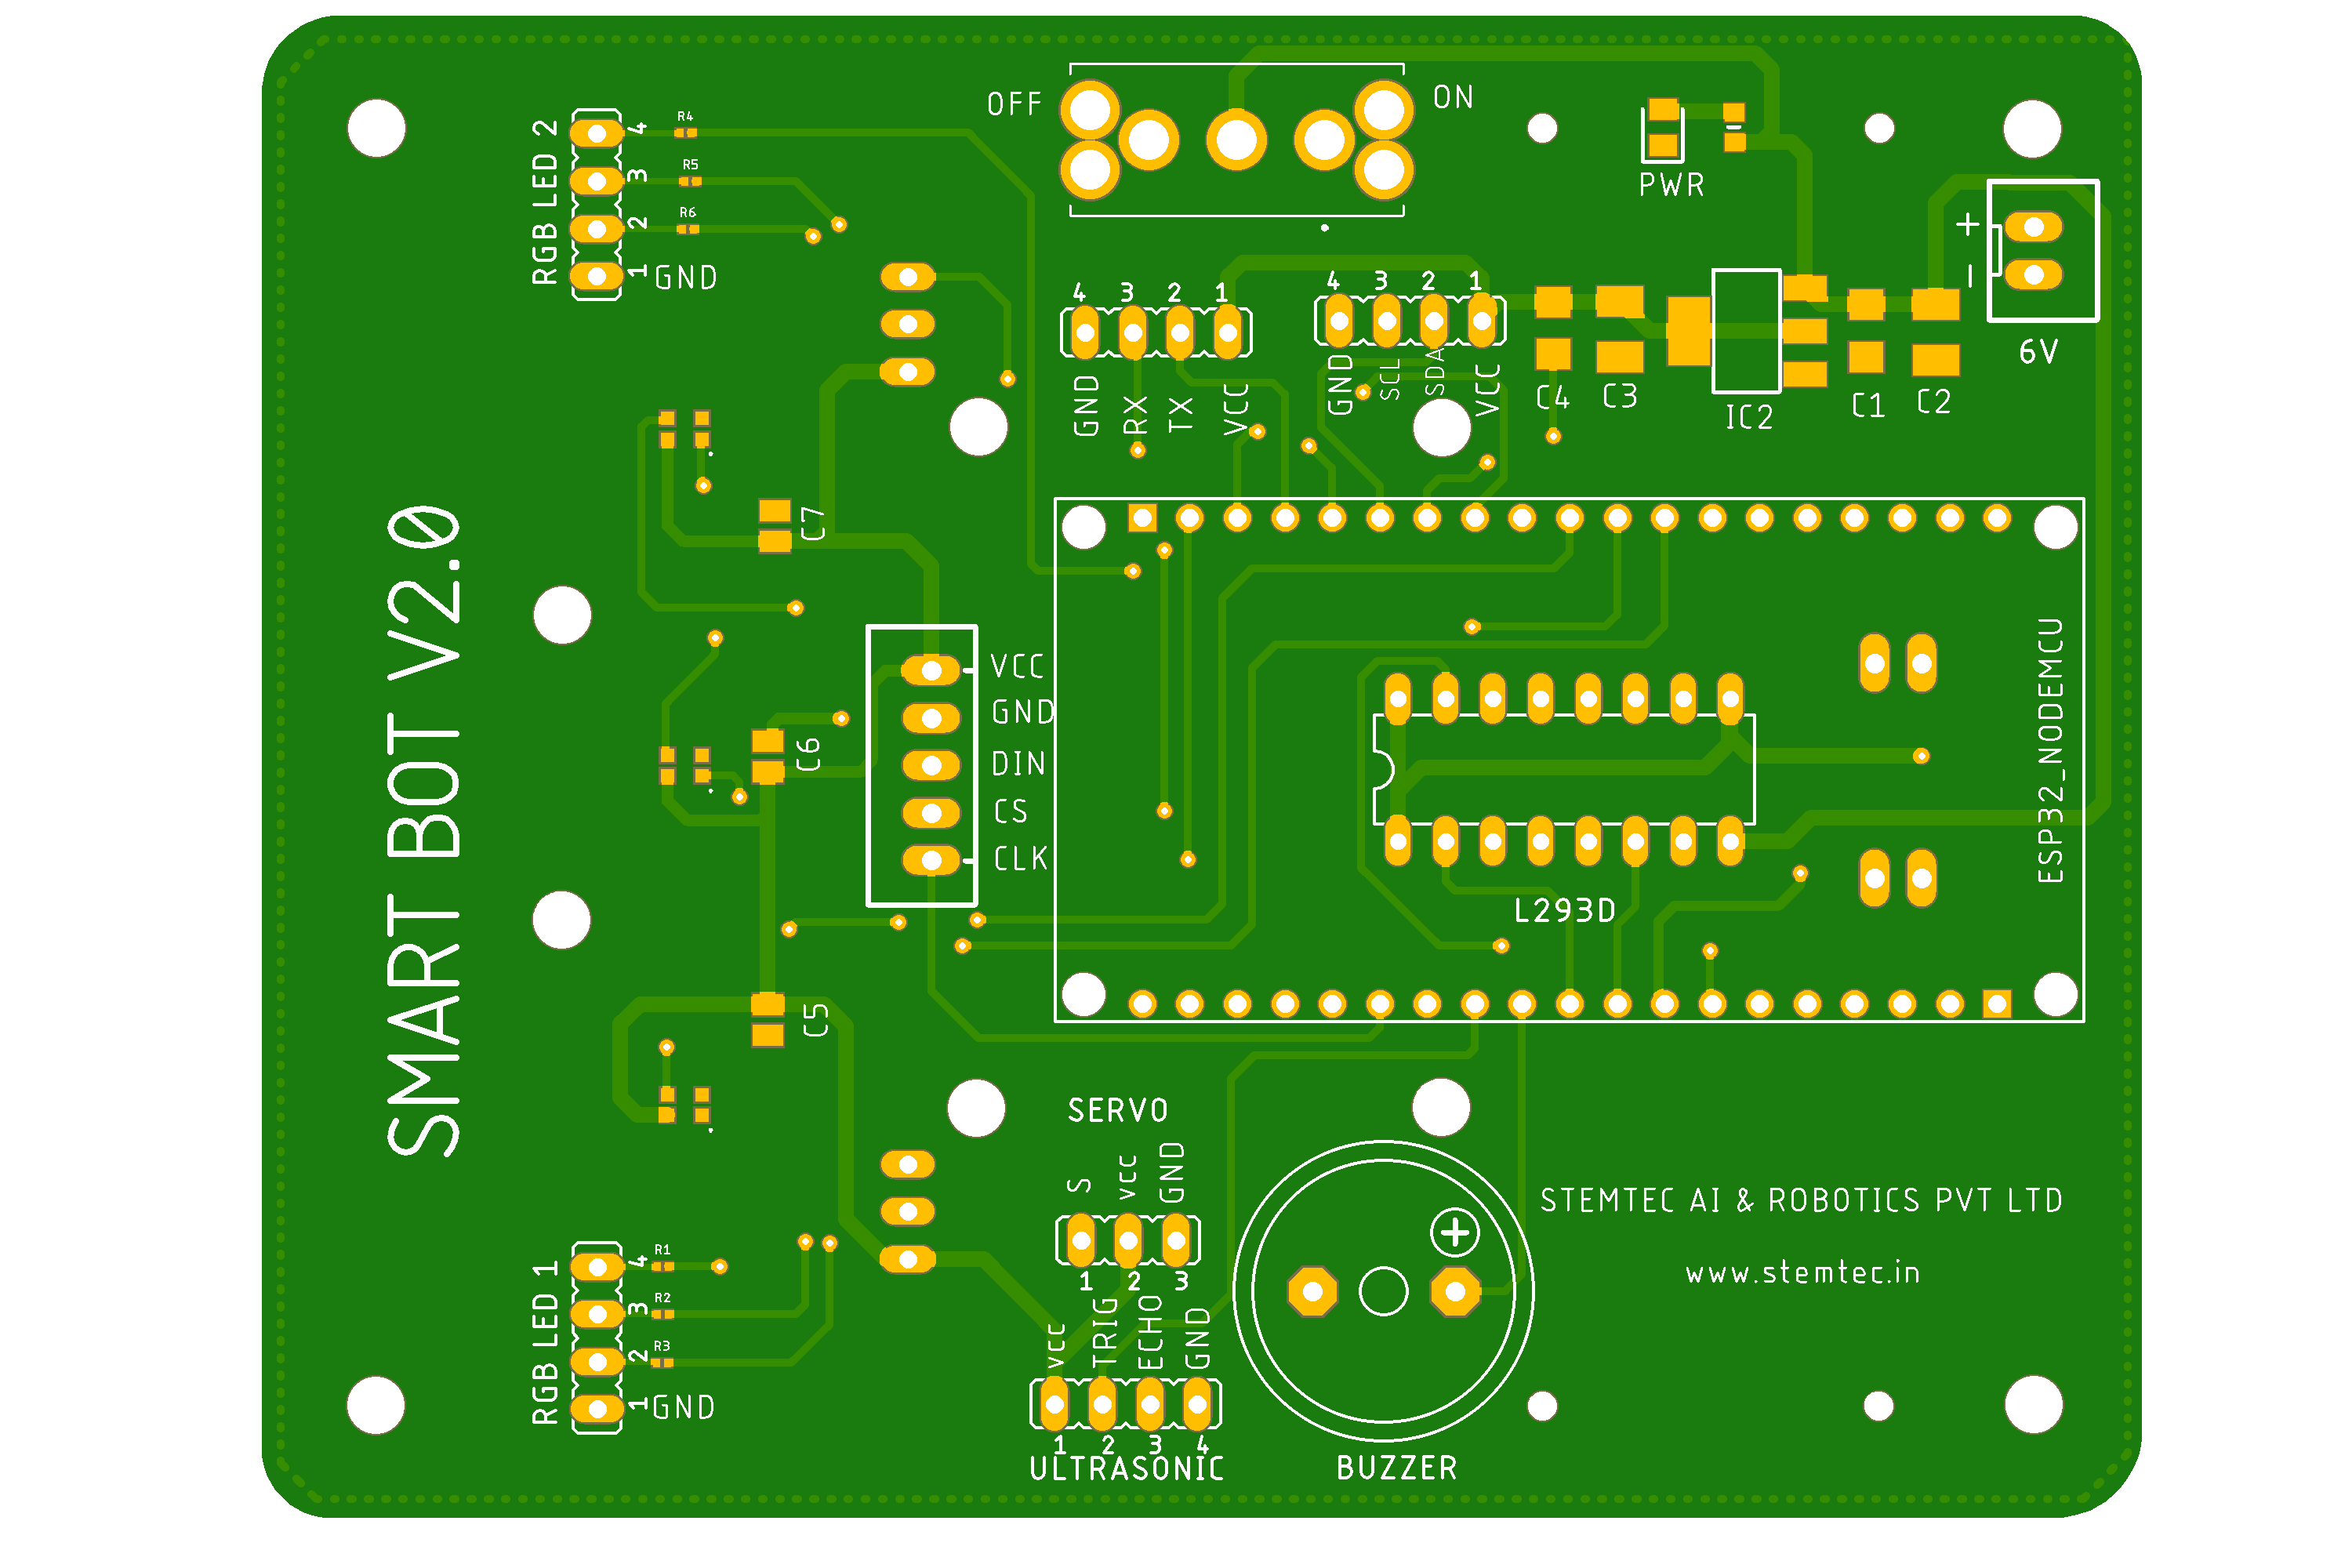 OFF
ON
RGB LED 2
4
3
2
1
R4
R5
R6
GND
PWR
+
-
6V
4
3
2
1
GND
RX
TX
VCC
4
3
2
1
GND
SCL
SDA
VCC
C4
C3
IC2
C1
C2
SMART BOT V2.0
C7
C6
C5
VCC
GND
DIN
CS
CLK
L293D
ESP32_NODEMCU
SERVO
S
VCC
GND
1
2
3
STEMTEC AI & ROBOTICS PVT LTD
www.stemtec.in
RGB LED 1
4
3
2
1
R1
R2
R3
GND
VCC
TRIG
ECHO
GND
1
2
3
4
ULTRASONIC
+
BUZZER